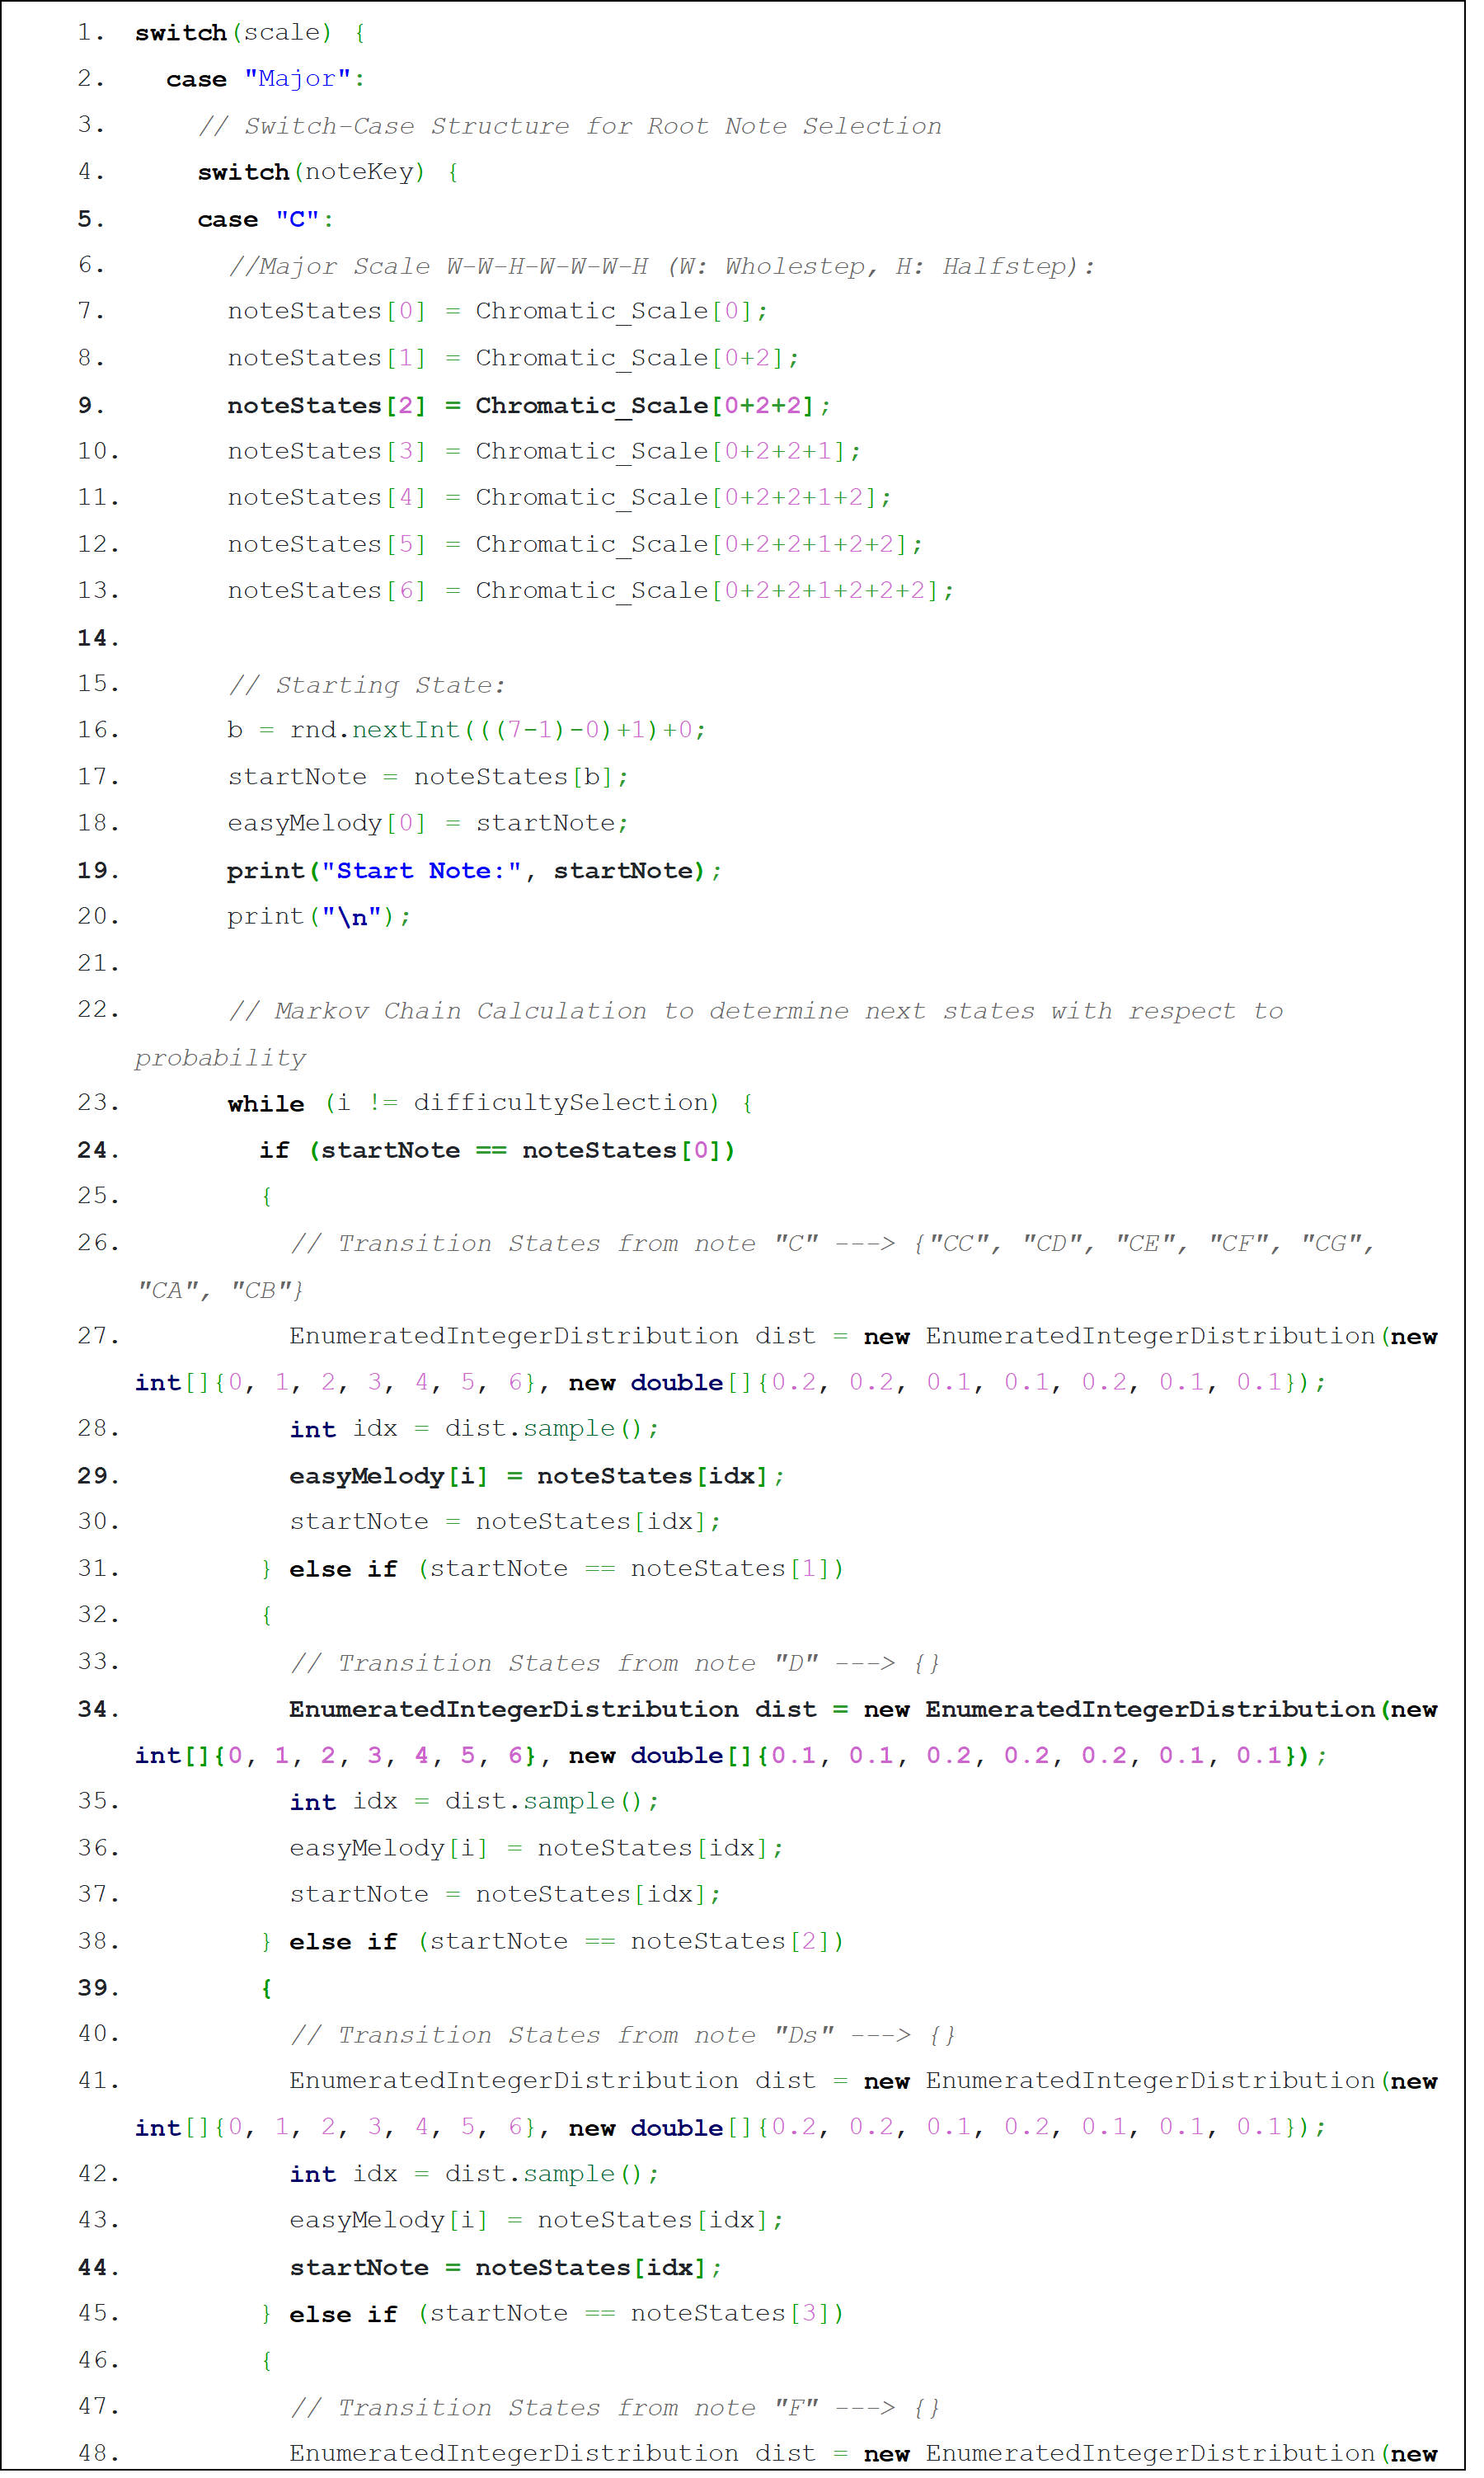 1. switch(scale) {
2. case "Major":
3. // Switch-Case Structure for Root Note Selection
4. switch(noteKey) {
5. case "C":
6. //Major Scale W-W-H-W-W-W-H (W: Wholestep, H: Halfstep):
7. noteStates[0] = Chromatic_Scale[0];
8. noteStates[1] = Chromatic_Scale[0+2];
9. noteStates[2] = Chromatic_Scale[0+2+2];
10. noteStates[3] = Chromatic_Scale[0+2+2+1];
11. noteStates[4] = Chromatic_Scale[0+2+2+1+2];
12. noteStates[5] = Chromatic_Scale[0+2+2+1+2+2];
13. noteStates[6] = Chromatic_Scale[0+2+2+1+2+2+2];
14.
15. // Starting State:
16. b = rnd.nextInt(((7-1)-0)+1)+0;
17. startNote = noteStates[b];
18. easyMelody[0] = startNote;
19. print("Start Note:", startNote);
20. print("\n");
21.
22. // Markov Chain Calculation to determine next states with respect to
probability
23. while (i != difficultySelection) {
24. if (startNote == noteStates[0])
25. {
26. // Transition States from note "C" ---> {"CC", "CD", "CE", "CF", "CG",
"CA", "CB"}
27. EnumeratedIntegerDistribution dist = new EnumeratedIntegerDistribution(new
int[]{0, 1, 2, 3, 4, 5, 6}, new double[]{0.2, 0.2, 0.1, 0.1, 0.2, 0.1, 0.1});
28. int idx = dist.sample();
29. easyMelody[i] = noteStates[idx];
30. startNote = noteStates[idx];
31. } else if (startNote == noteStates[1])
32. {
33. // Transition States from note "D" ---> {}
34. EnumeratedIntegerDistribution dist = new EnumeratedIntegerDistribution(new
int[]{0, 1, 2, 3, 4, 5, 6}, new double[]{0.1, 0.1, 0.2, 0.2, 0.2, 0.1, 0.1});
35. int idx = dist.sample();
36. easyMelody[i] = noteStates[idx];
37. startNote = noteStates[idx];
38. } else if (startNote == noteStates[2])
39. {
40. // Transition States from note "Ds" ---> {}
41. EnumeratedIntegerDistribution dist = new EnumeratedIntegerDistribution(new
int[]{0, 1, 2, 3, 4, 5, 6}, new double[]{0.2, 0.2, 0.1, 0.2, 0.1, 0.1, 0.1});
42. int idx = dist.sample();
43. easyMelody[i] = noteStates[idx];
44. startNote = noteStates[idx];
45. } else if (startNote == noteStates[3])
46. {
47. // Transition States from note "F" ---> {}
48. EnumeratedIntegerDistribution dist = new EnumeratedIntegerDistribution(new